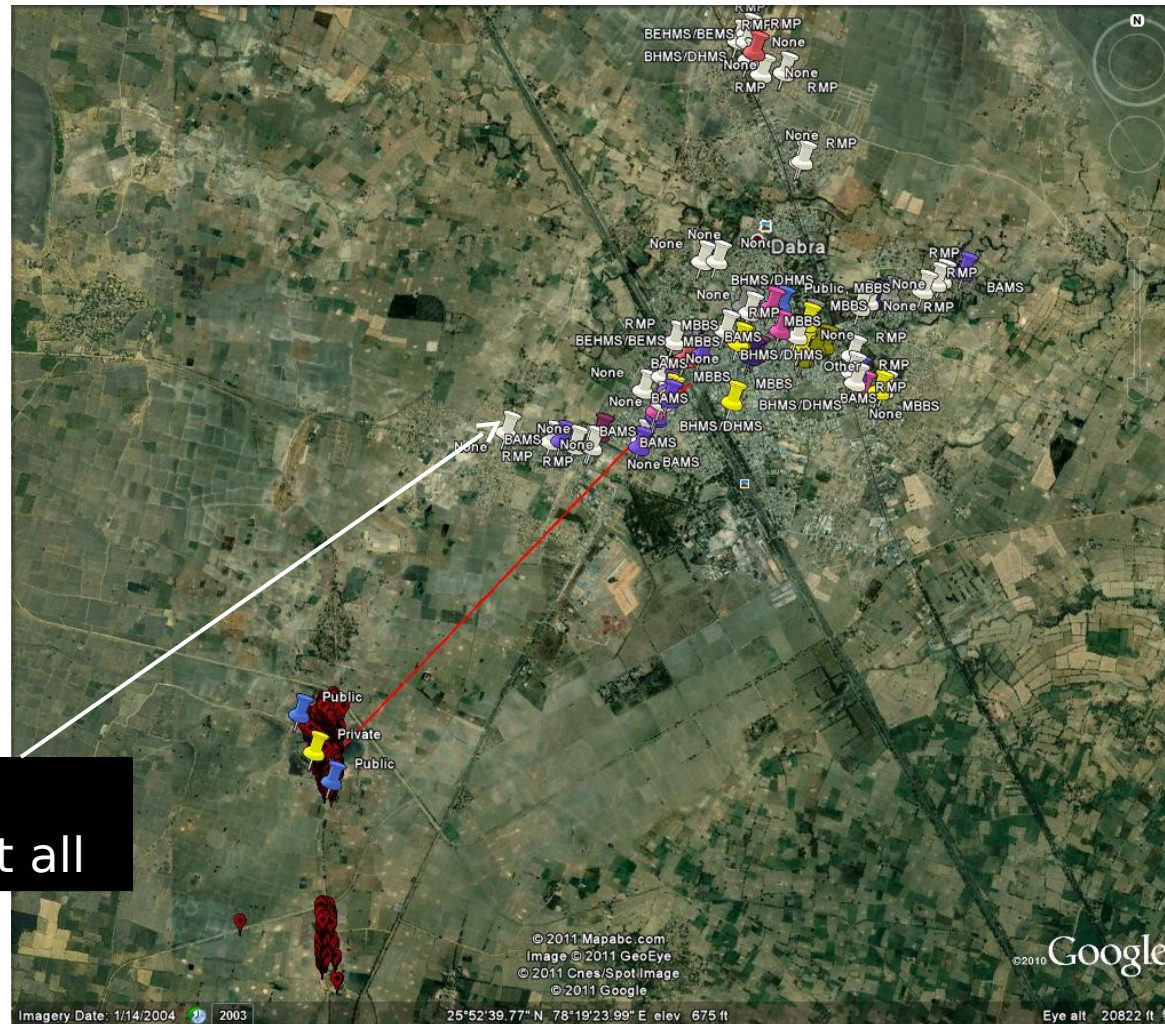 RMP
RMP RMP
BEHMS/BEMS
None
BHMS/DHMS
None
None
RMP
RMP
None RMP
None
None
None
Dabra
RMP
RMP
BAMS
BHMS/DHMS
Public, MBBS
None
None
MBBS
None
RMP
RMP
RMP
MBBS
MBBS
None
RMP
BEHMS/BEMS
MBBS
BAMS
BHMS/DHMS
BAMS
None
Other
RMP
None
MBBS
MBBS
RMP
None
BAMS
BHMS/DHMS
BAMS
MBBS
None
BHMS/DHMS
None
BAMS
None
None
BAMS
BAMS
RMP
RMP
None
BAMS
Public
Private
Public
t all
© 2011 Mapabc.com
Image © 2011 GeoEye
© 2011 Cnes/Spot Image
© 2011 Google
©2010 Google
Imagery Date: 1/14/2004
2003
25°52'39.77" N 78°19'23.99" E elev 675 ft
Eye alt 20822 ft
N